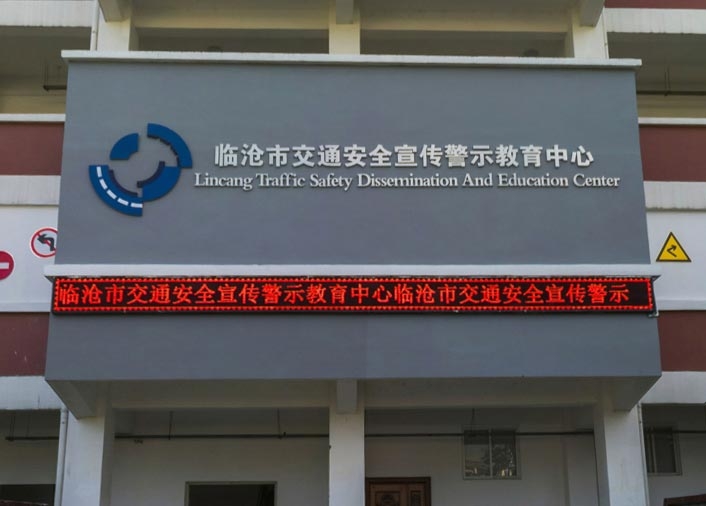 临沧市交通安全宣传警示教育中心
Lincang Traffic Safety Dissemination And Education Center
临沧市交通安全宣传警示教育中心临沧市交通安全宣传警示